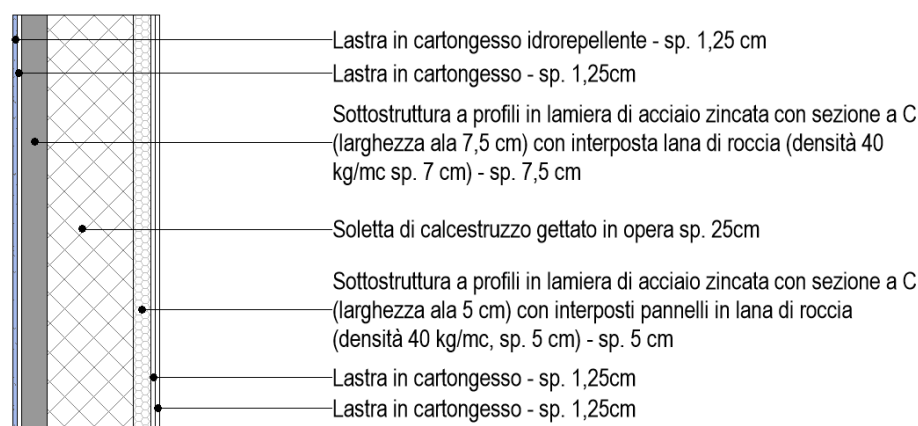 Lastra in cartongesso idrorepellente - sp. 1,25 cm
Lastra in cartongesso - sp. 1,25cm
Sottostruttura a profili in lamiera di acciaio zincata con sezione a C
(larghezza ala 7,5 cm) con interposta lana di roccia (densità 40
kg/mc sp. 7 cm) - sp. 7,5 cm
Soletta di calcestruzzo gettato in opera sp. 25cm
Sottostruttura a profili in lamiera di acciaio zincata con sezione a C
(larghezza ala 5 cm) con interposti pannelli in lana di roccia
(densità 40 kg/mc, sp. 5 cm) - sp. 5 cm
Lastra in cartongesso - sp. 1,25cm
Lastra in cartongesso - sp. 1,25cm